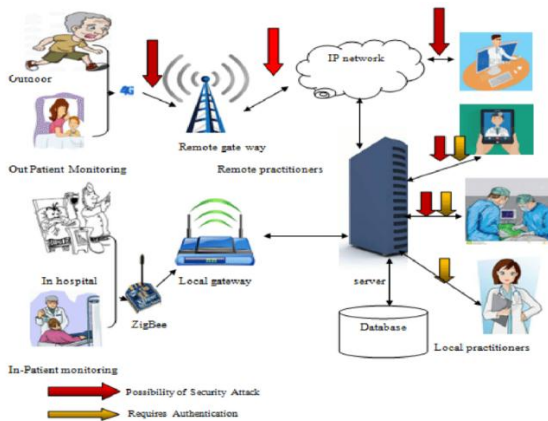 Outdoor
4G
IP network
Remote gate way
Out Patient Monitoring
Remote practitioners
In hospital
Local gateway
ZigBee
server
Database
Local practitioners
In-Patient monitoring
Possibility of Security Attack
Requires Authentication